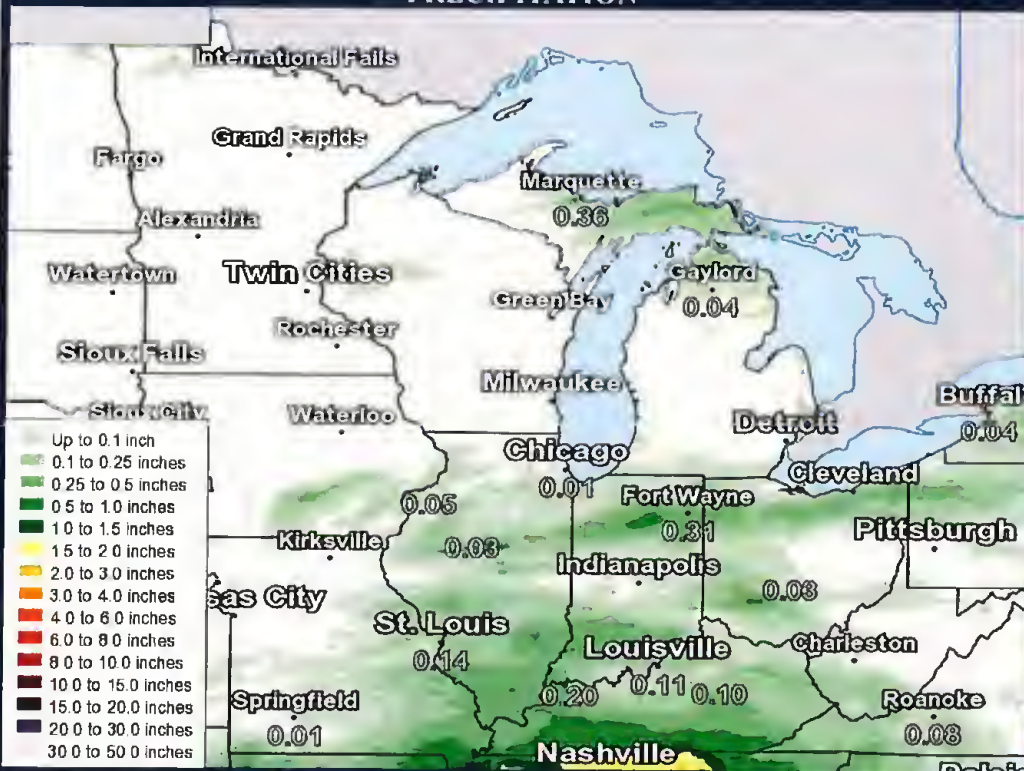 PRECIPITATION
International Falls
Grand Rapids
Fargo
Marquette
0.36
Alexandria
Watertown
Twin Cities
Gaylord
0.04
Green Bay
Rochester
Sioux Falls
Milwaukee
Sioux City
Waterloo
Detroit
Buffal
0.04
Chicago
0.01
Cleveland
Fort Wayne
0.31
0.05
Pittsburgh
Kirksville
0.03
Indianapolis
0.03
sas City
St. Louis
0.14
Louisville
Charleston
0.20
0.11
0.10
Springfield
0.01
Roanoke
0.08
Nashville
Up to 0.1 inch
0.1 to 0.25 inches
0.25 to 0.5 inches
0.5 to 1.0 inches
1.0 to 1.5 inches
1.5 to 2.0 inches
2.0 to 3.0 inches
3.0 to 4.0 inches
4.0 to 6.0 inches
6.0 to 8.0 inches
8.0 to 10.0 inches
10.0 to 15.0 inches
15.0 to 20.0 inches
20.0 to 30.0 inches
30.0 to 50.0 inches